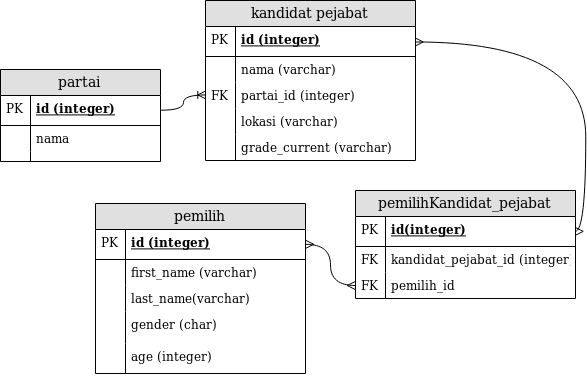 kandidat pejabat
PK id (integer)
nama (varchar)
FK partai_id (integer)
lokasi (varchar)
grade_current (varchar)
partai
PK id (integer)
nama
pemilihKandidat_pejabat
PK id(integer)
FK kandidat_pejabat_id (integer
FK pemilih_id
pemilih
PK id (integer)
first_name (varchar)
last_name(varchar)
gender (char)
age (integer)